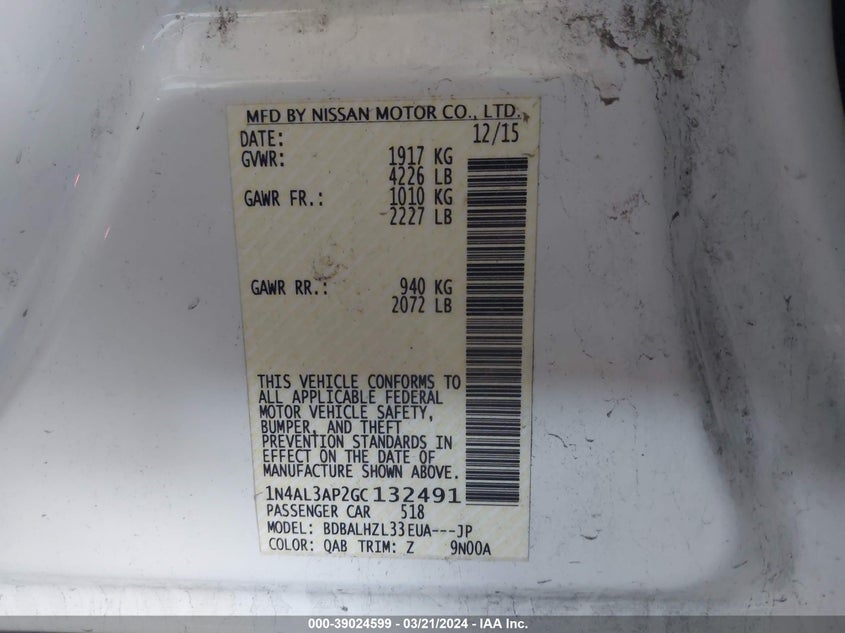 MFD BY NISSAN MOTOR CO., LTD.
DATE: 12/15
GVWR: 1917 KG
4226 LB
GAWR FR.: 1010 KG
2227 LB
GAWR RR.: 940 KG
2072 LB
THIS VEHICLE CONFORMS TO
ALL APPLICABLE FEDERAL
MOTOR VEHICLE SAFETY,
BUMPER, AND THEFT
PREVENTION STANDARDS IN
EFFECT ON THE DATE OF
MANUFACTURE SHOWN ABOVE.
1N4AL3AP2GC132491
PASSENGER CAR 518
MODEL: BDBALHZL33EUA---JP
COLOR: QAB TRIM: Z 9N00A
000-39024599 - 03/21/2024 - IAA Inc.